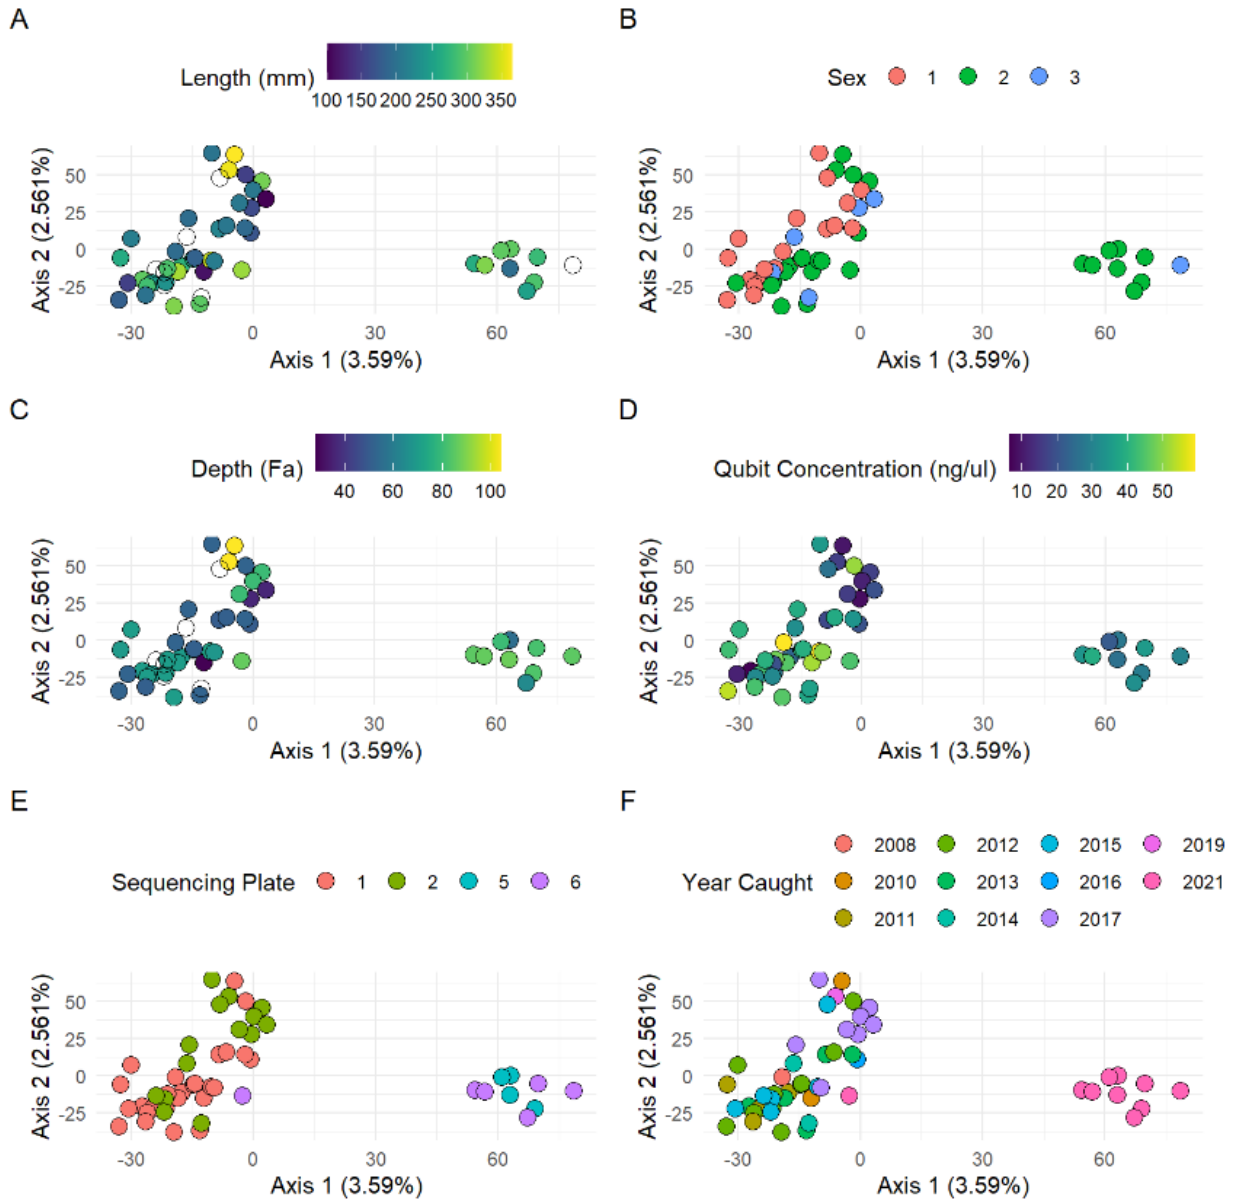 A
Length (mm)
100 150 200 250 300 350
Axis 2 (2.561%)
50
25
0
-25
-30 0 30 60
Axis 1 (3.59%)
B
Sex 1 2 3
Axis 2 (2.561%)
50
25
0
-25
-30 0 30 60
Axis 1 (3.59%)
C
Depth (Fa)
40 60 80 100
Axis 2 (2.561%)
50
25
0
-25
-30 0 30 60
Axis 1 (3.59%)
D
Qubit Concentration (ng/ul)
10 20 30 40 50
Axis 2 (2.561%)
50
25
0
-25
-30 0 30 60
Axis 1 (3.59%)
E
Sequencing Plate 1 2 5 6
Axis 2 (2.561%)
50
25
0
-25
-30 0 30 60
Axis 1 (3.59%)
F
2008 2012 2015 2019
Year Caught 2010 2013 2016 2021
2011 2014 2017
Axis 2 (2.561%)
50
25
0
-25
-30 0 30 60
Axis 1 (3.59%)